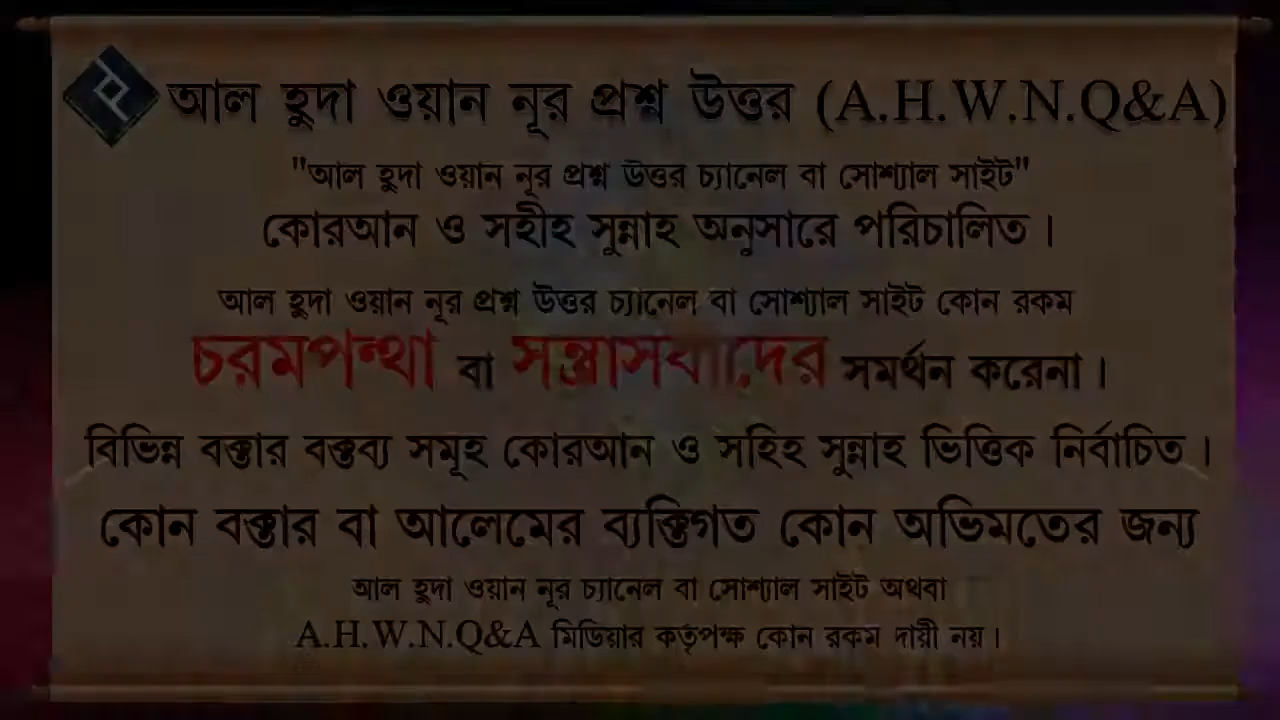 আল হুদা ওয়ান নূর প্রশ্ন উত্তর (A.H.W.N.Q&A)
"আল হুদা ওয়ান নূর প্রশ্ন উত্তর চ্যানেল বা সোশ্যাল সাইট"
কোরআন ও সহীহ সুন্নাহ অনুসারে পরিচালিত।
আল হুদা ওয়ান নূর প্রশ্ন উত্তর চ্যানেল বা সোশ্যাল সাইট কোন রকম
চরমপন্থা বা সন্ত্রাসবাদের সমর্থন করেনা।
বিভিন্ন বক্তার বক্তব্য সমূহ কোরআন ও সহিহ সুন্নাহ ভিত্তিক নির্বাচিত।
কোন বক্তার বা আলেমের ব্যক্তিগত কোন অভিমতের জন্য
আল হুদা ওয়ান নূর চ্যানেল বা সোশ্যাল সাইট অথবা
A.H.W.N.Q&A মিডিয়ার কর্তৃপক্ষ কোন রকম দায়ী নয়।